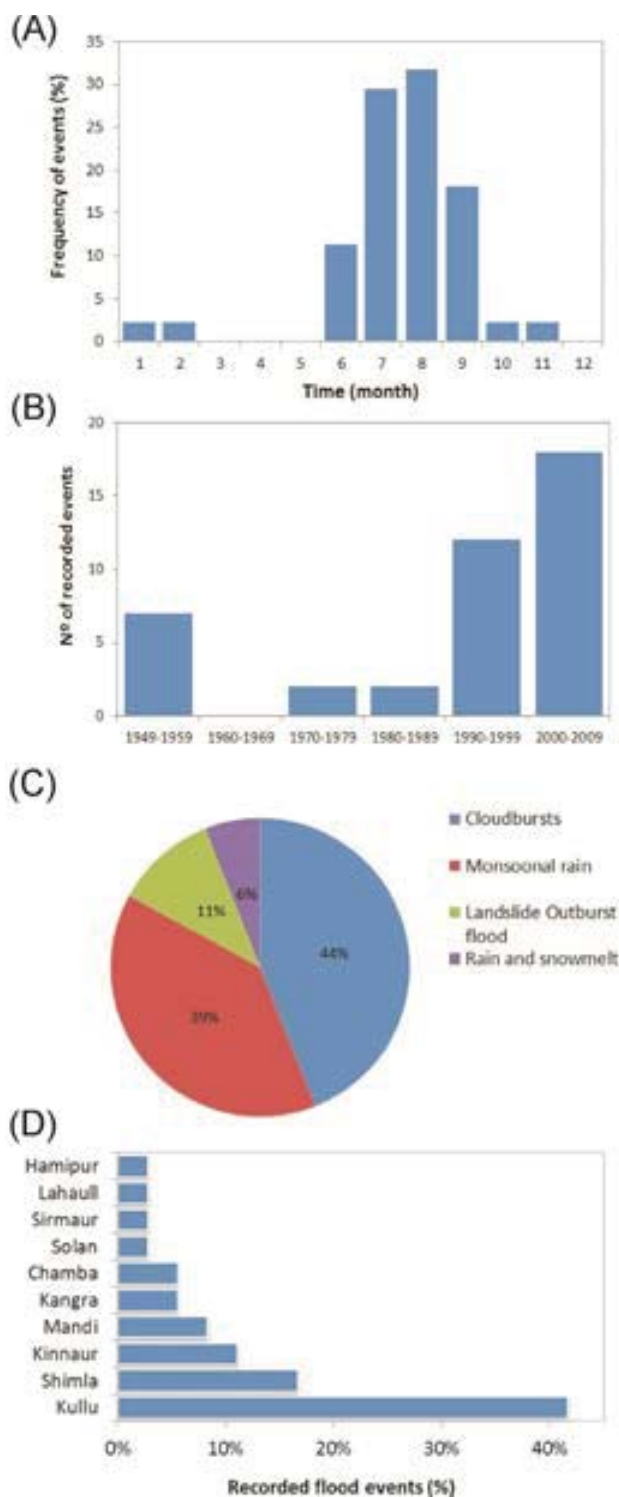 (A)
35
30
25
20
15
10
5
0
Frequency of events (%)
1 2 3 4 5 6 7 8 9 10 11 12
Time (month)
(B)
20
15
10
5
0
Nº of recorded events
1949-1959 1960-1969 1970-1979 1980-1989 1990-1999 2000-2009
(C)
6%
11%
44%
39%
Cloudbursts
Monsoonal rain
Landslide Outburst
flood
Rain and snowmelt
(D)
Hamipur
Lahaull
Sirmaur
Solan
Chamba
Kangra
Mandi
Kinnaur
Shimla
Kullu
0% 10% 20% 30% 40%
Recorded flood events (%)